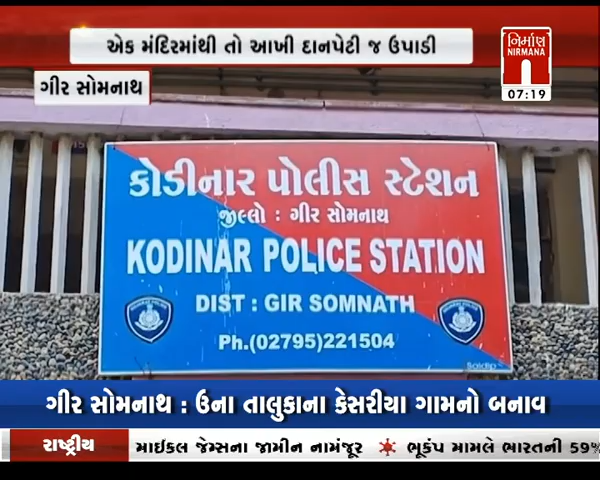 એક મંદિરમાંથી તો આખી દાનપેટી જ ઉપાડી
નિર્માણ
NIRMANA
07:19
ગીર સોમનાથ
કોડીનાર પોલીસ સ્ટેશન
જીલ્લો : ગીર સોમનાથ
KODINAR POLICE STATION
DIST : GIR SOMNATH
Ph.(02795)221504
ગીર સોમનાથ : ઉના તાલુકાના કેસરીયા ગામનો બનાવ
રાષ્ટ્રીય માઈકલ જેમ્સના જામીન નામંજૂર ભૂકંપ મામલે ભારતની 59%